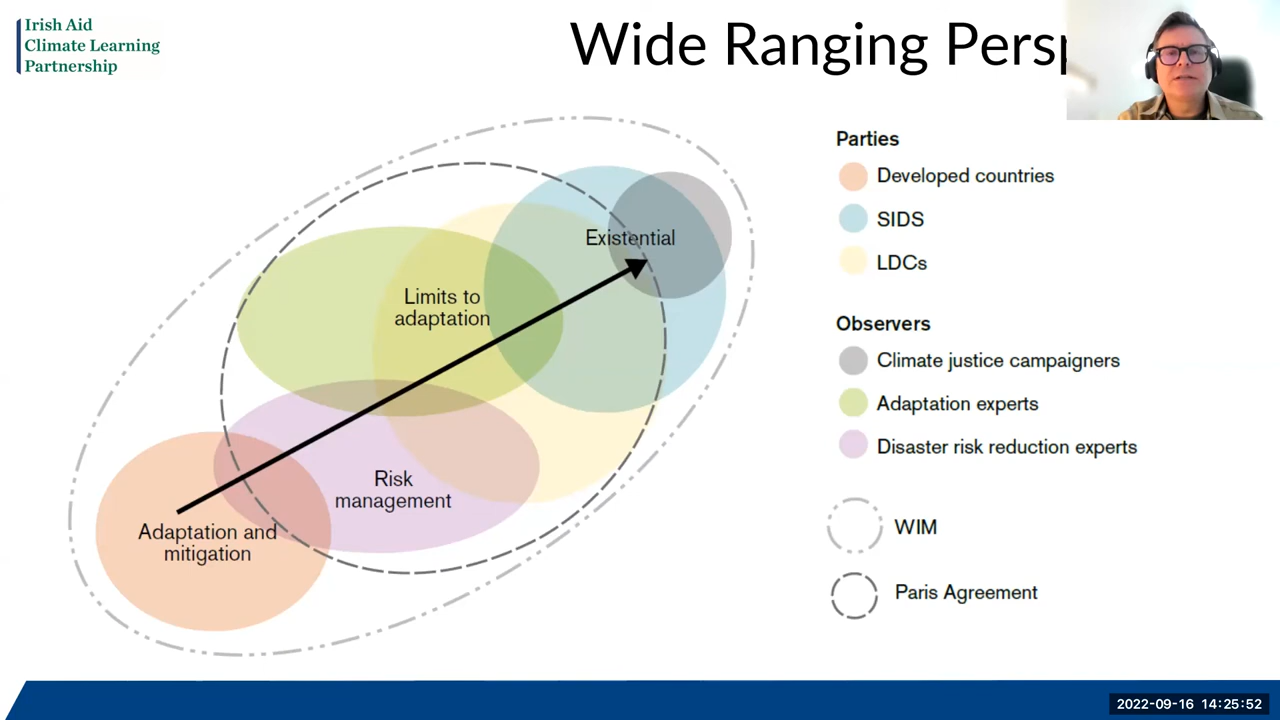 Irish Aid
Climate Learning
Partnership
Wide Ranging
Parties
Developed countries
SIDS
LDCs
Observers
Climate justice campaigners
Adaptation experts
Disaster risk reduction experts
WIM
Paris Agreement
Existential
Limits to
adaptation
Risk
management
Adaptation and
mitigation
2022-09-16 14:25:52